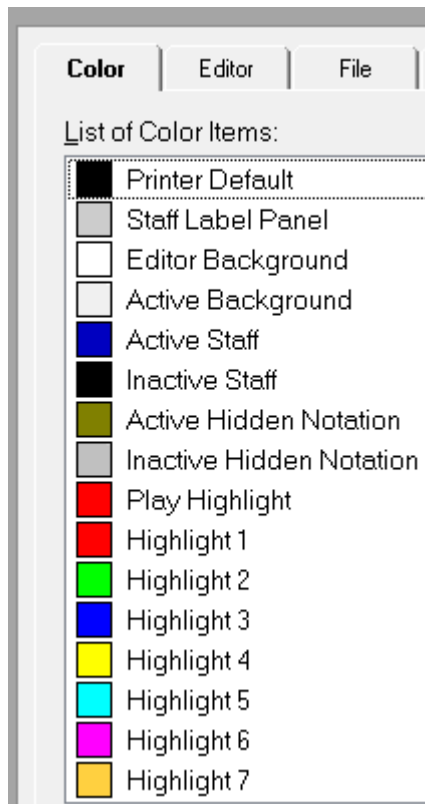 Color Editor File
List of Color Items:
Printer Default
Staff Label Panel
Editor Background
Active Background
Active Staff
Inactive Staff
Active Hidden Notation
Inactive Hidden Notation
Play Highlight
Highlight 1
Highlight 2
Highlight 3
Highlight 4
Highlight 5
Highlight 6
Highlight 7